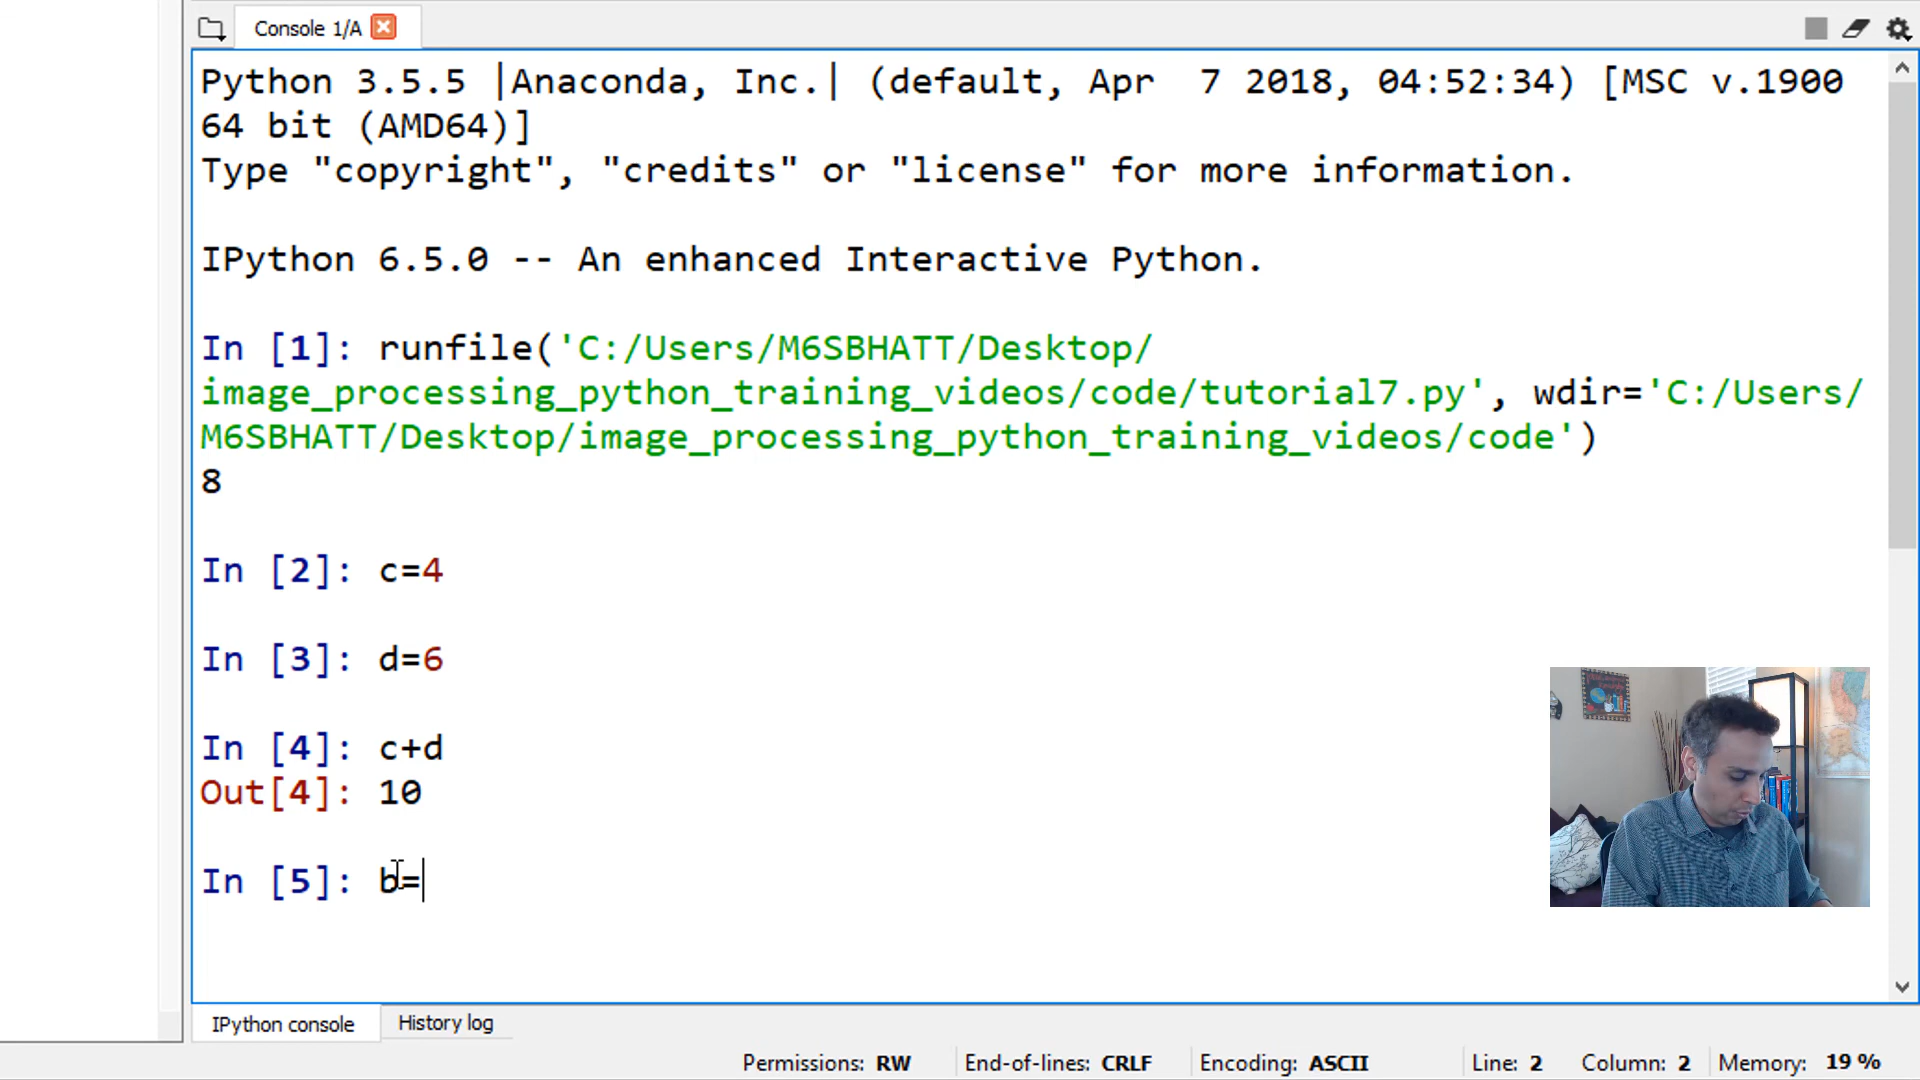 Console 1/A
Python 3.5.5 |Anaconda, Inc.| (default, Apr  7 2018, 04:52:34) [MSC v.1900
64 bit (AMD64)]
Type "copyright", "credits" or "license" for more information.
IPython 6.5.0 -- An enhanced Interactive Python.
In [1]: runfile('C:/Users/M6SBHATT/Desktop/
image_processing_python_training_videos/code/tutorial7.py', wdir='C:/Users/
M6SBHATT/Desktop/image_processing_python_training_videos/code')
8
In [2]: c=4
In [3]: d=6
In [4]: c+d
Out[4]: 10
In [5]: b=
IPython console
History log
Permissions: RW End-of-lines: CRLF Encoding: ASCII Line: 2 Column: 2 Memory: 19 %